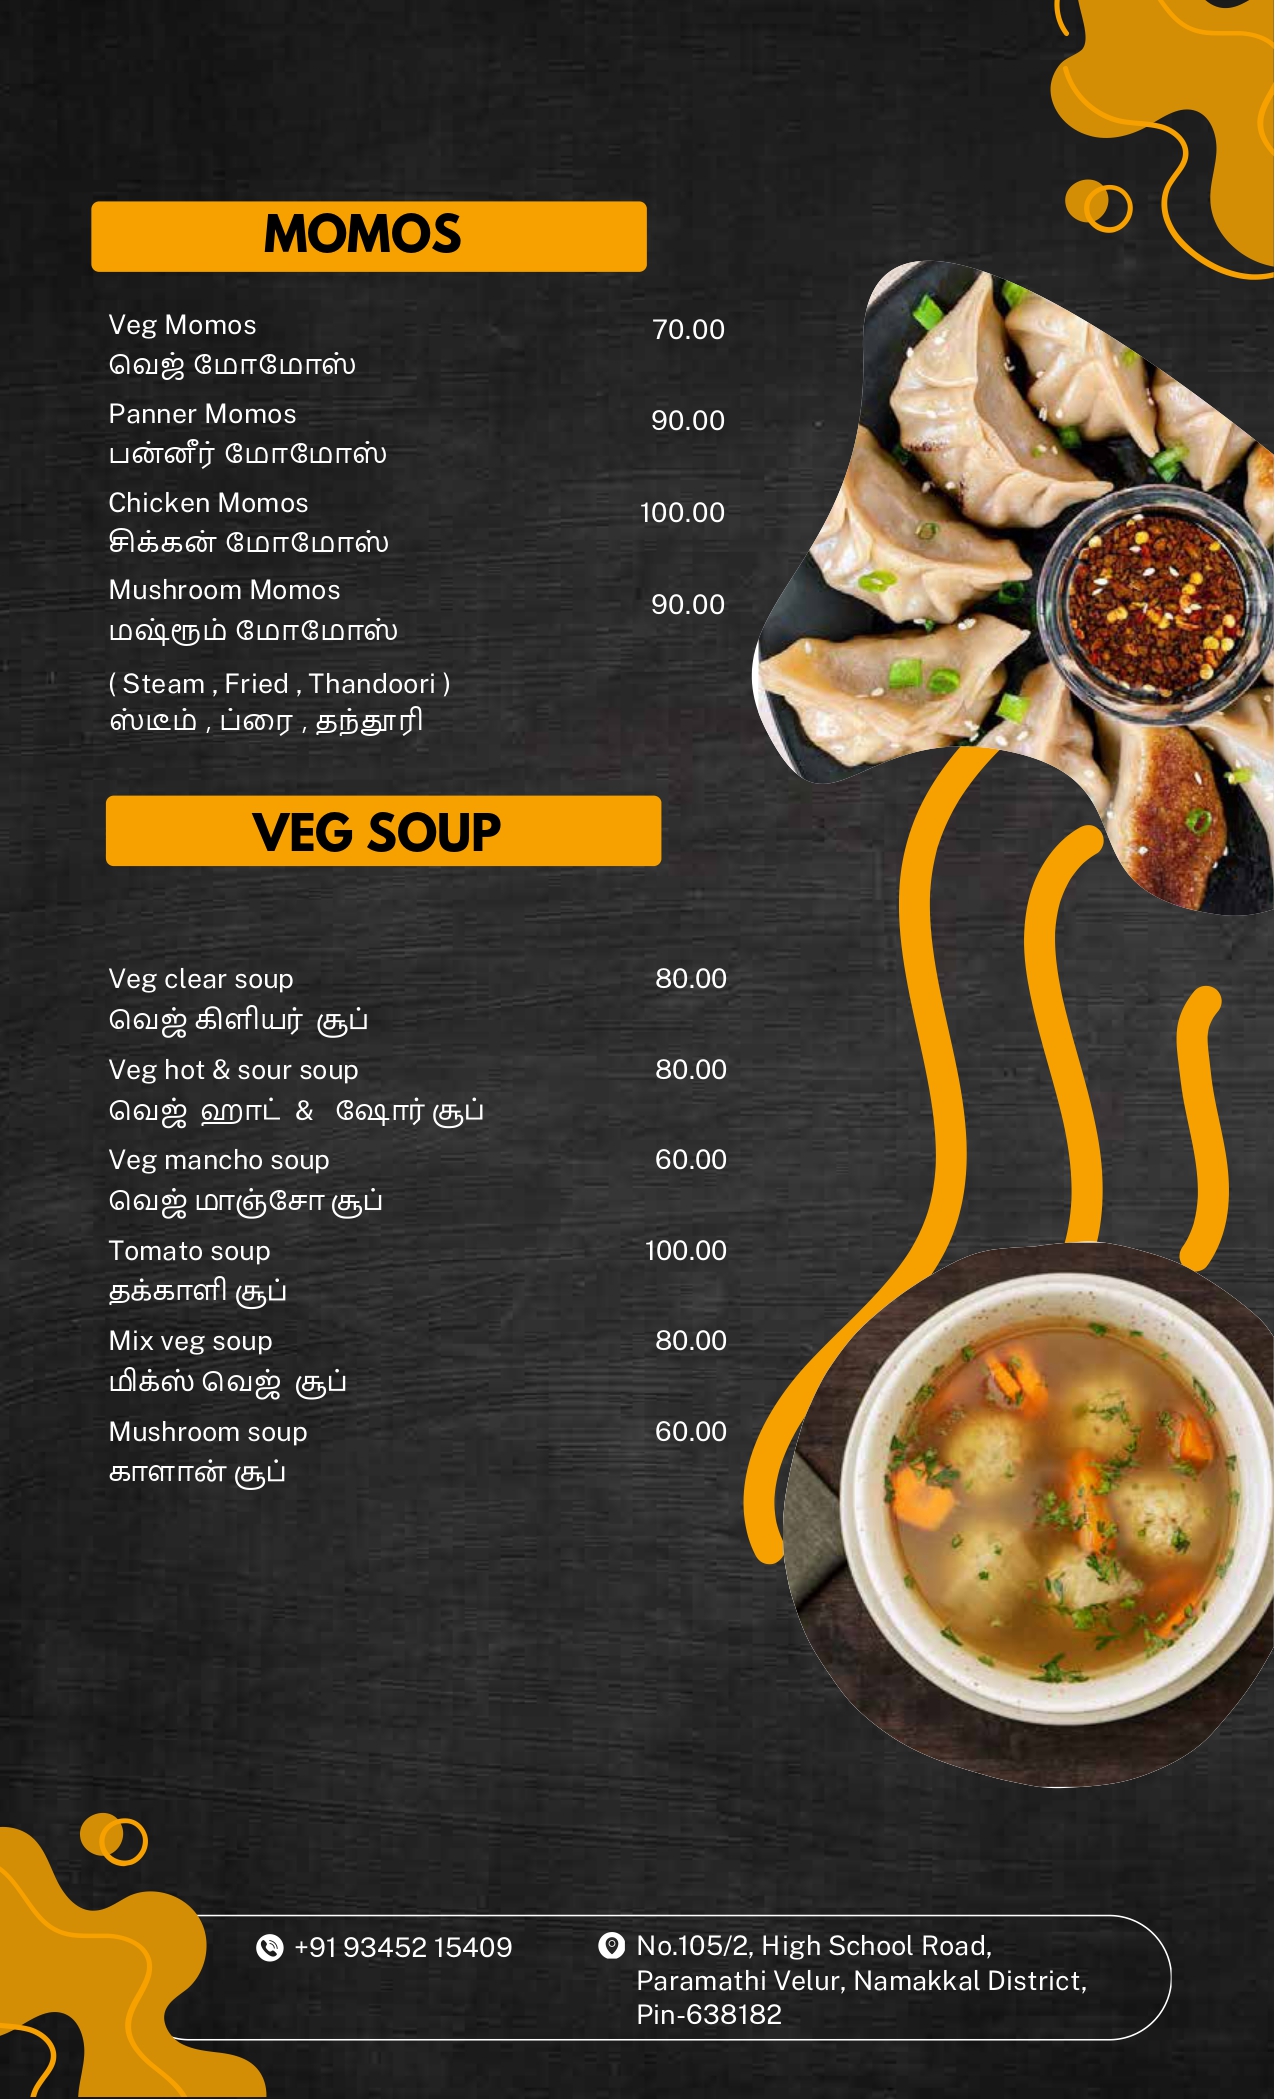 MOMOS
Veg Momos 70.00
வெஜ் மோமோஸ்
Panner Momos 90.00
பன்னீர் மோமோஸ்
Chicken Momos 100.00
சிக்கன் மோமோஸ்
Mushroom Momos 90.00
மஷ்ரூம் மோமோஸ்
( Steam , Fried , Thandoori )
ஸ்டீம் , ப்ரை , தந்தூரி
VEG SOUP
Veg clear soup 80.00
வெஜ் கிளியர் சூப்
Veg hot & sour soup 80.00
வெஜ் ஹாட் & ஷோர் சூப்
Veg mancho soup 60.00
வெஜ் மாஞ்சோ சூப்
Tomato soup 100.00
தக்காளி சூப்
Mix veg soup 80.00
மிக்ஸ் வெஜ் சூப்
Mushroom soup 60.00
காளான் சூப்
+91 93452 15409
No.105/2, High School Road,
Paramathi Velur, Namakkal District,
Pin-638182